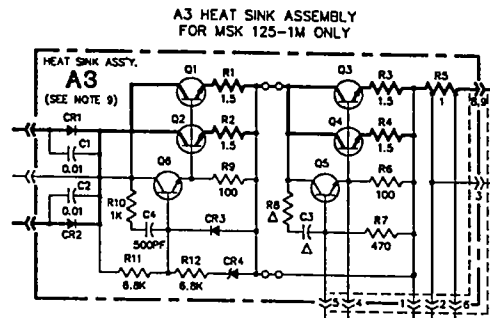 A3 HEAT SINK ASSEMBLY
FOR MSK 125-1M ONLY
HEAT SINK ASS'Y.
A3
(SEE NOTE 9)
Q1
R1
1.5
Q3
R3
1.5
R5
1
8,9
CR1
C1
0.01
Q2
R2
1.5
Q4
R4
1.5
Q6
R9
100
Q5
R6
100
3
C2
0.01
CR2
R10
1K
C4
500PF
CR3
R8
Δ
C3
Δ
R7
470
R11
6.8K
R12
6.8K
CR4
5
4
1
2
6